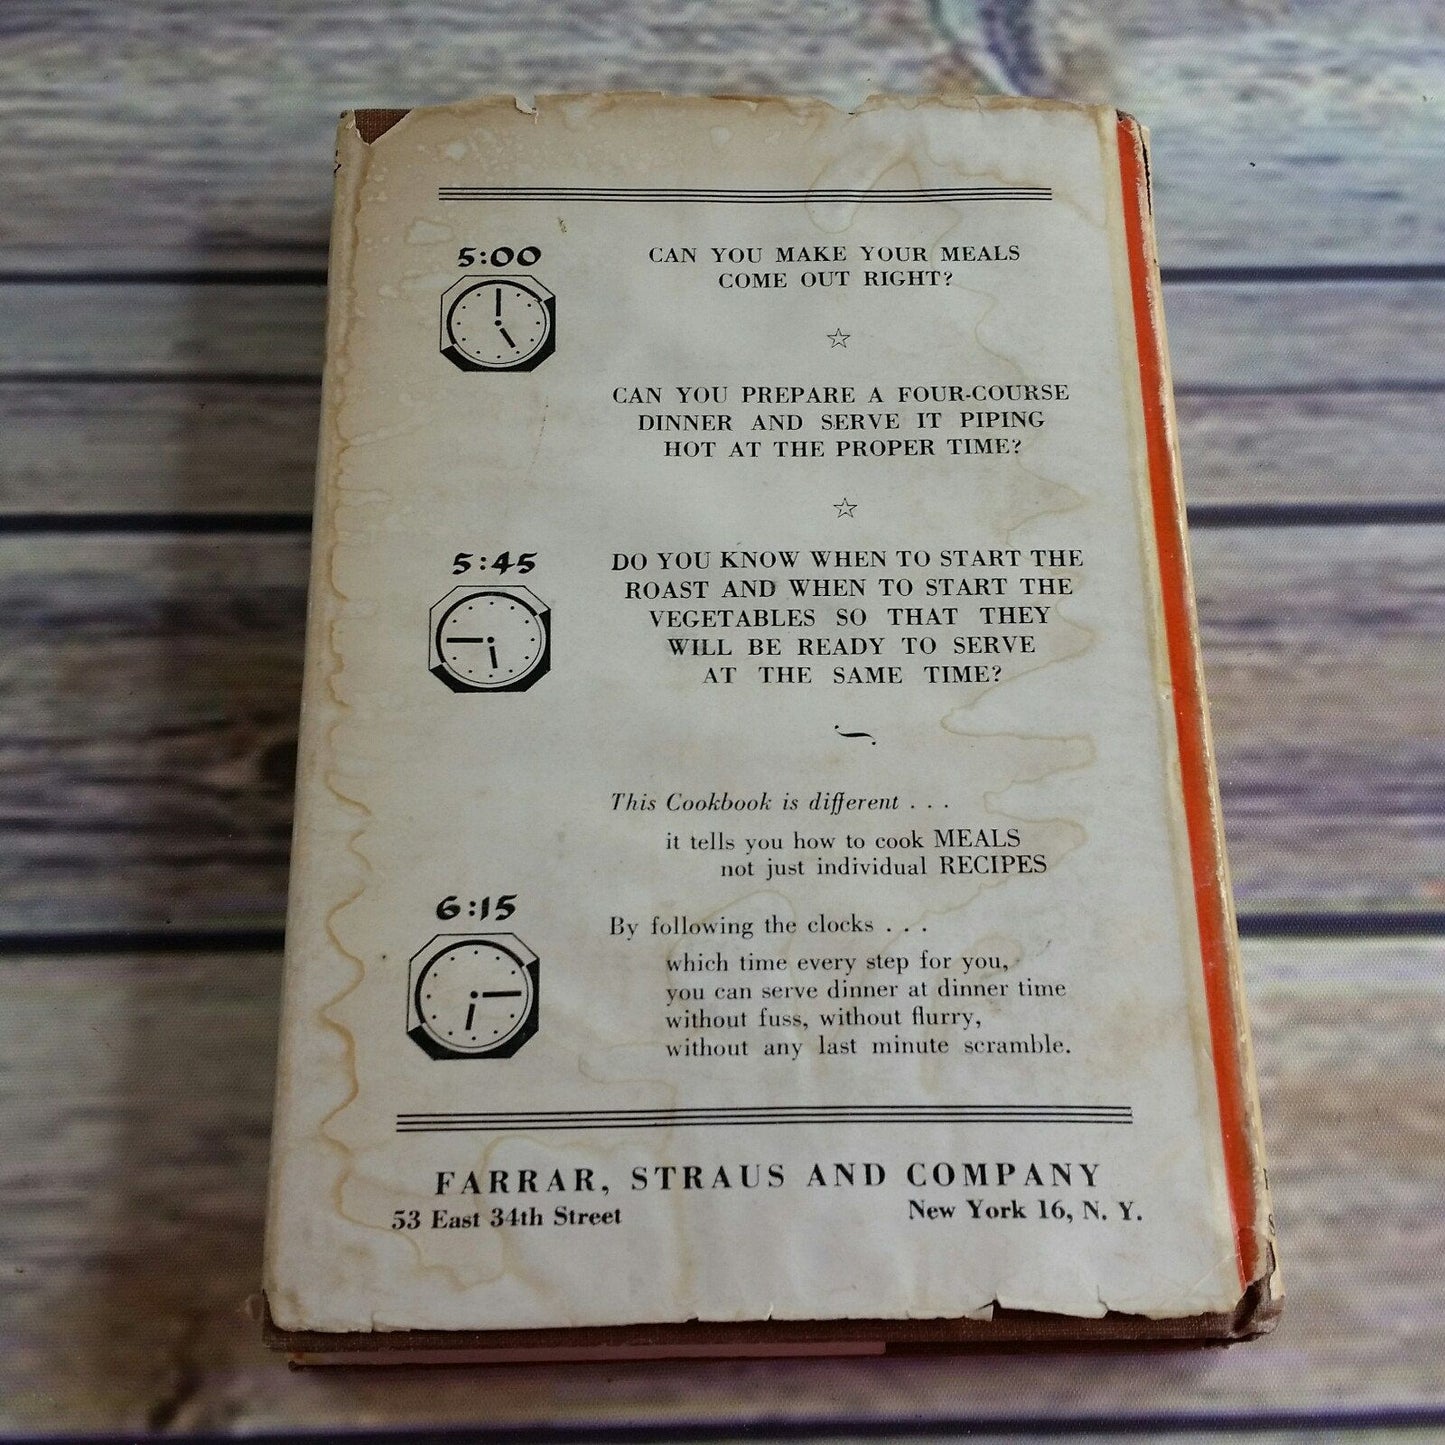 5:00
CAN YOU MAKE YOUR MEALS
COME OUT RIGHT?
CAN YOU PREPARE A FOUR-COURSE
DINNER AND SERVE IT PIPING
HOT AT THE PROPER TIME?
5:45
DO YOU KNOW WHEN TO START THE
ROAST AND WHEN TO START THE
VEGETABLES SO THAT THEY
WILL BE READY TO SERVE
AT THE SAME TIME?
This Cookbook is different . . .
it tells you how to cook MEALS
not just individual RECIPES
6:15
By following the clocks . . .
which time every step for you,
you can serve dinner at dinner time
without fuss, without flurry,
without any last minute scramble.
FARRAR, STRAUS AND COMPANY
53 East 34th Street New York 16, N. Y.